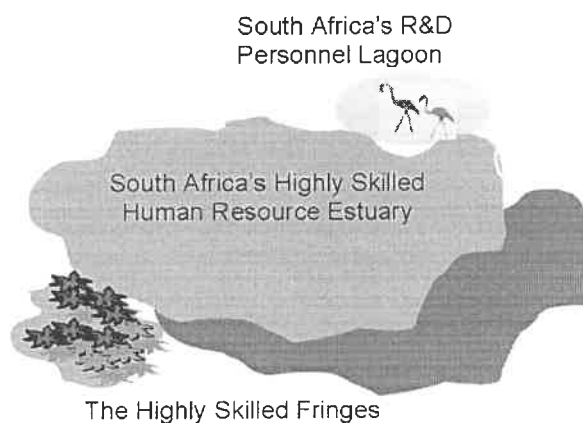 South Africa's R&D
Personnel Lagoon
South Africa's Highly Skilled
Human Resource Estuary
The Highly Skilled Fringes